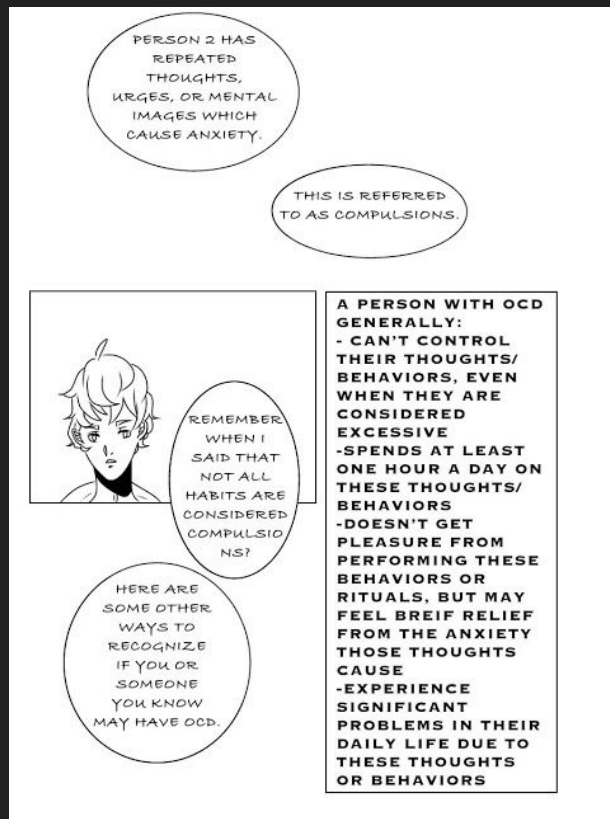 PERSON 2 HAS
REPEATED
THOUGHTS,
URGES, OR MENTAL
IMAGES WHICH
CAUSE ANXIETY.
THIS IS REFERRED
TO AS COMPULSIONS.
REMEMBER
WHEN I
SAID THAT
NOT ALL
HABITS ARE
CONSIDERED
COMPULSIO
NS?
HERE ARE
SOME OTHER
WAYS TO
RECOGNIZE
IF YOU OR
SOMEONE
YOU KNOW
MAY HAVE OCD.
A PERSON WITH OCD
GENERALLY:
- CAN'T CONTROL
THEIR THOUGHTS/
BEHAVIORS, EVEN
WHEN THEY ARE
CONSIDERED
EXCESSIVE
-SPENDS AT LEAST
ONE HOUR A DAY ON
THESE THOUGHTS/
BEHAVIORS
-DOESN'T GET
PLEASURE FROM
PERFORMING THESE
BEHAVIORS OR
RITUALS, BUT MAY
FEEL BREIF RELIEF
FROM THE ANXIETY
THOSE THOUGHTS
CAUSE
-EXPERIENCE
SIGNIFICANT
PROBLEMS IN THEIR
DAILY LIFE DUE TO
THESE THOUGHTS
OR BEHAVIORS